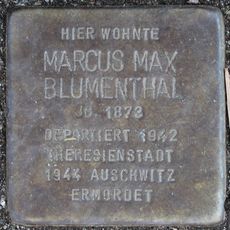 HIER WOHNTE
MARCUS MAX
BLUMENTHAL
JG. 1873
DEPORTIERT 1942
THERESIENSTADT
1944 AUSCHWITZ
ERMORDET